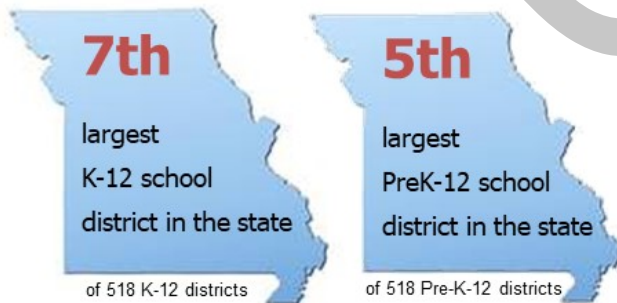 7th
largest
K-12 school
district in the state
of 518 K-12 districts
5th
largest
PreK-12 school
district in the state
of 518 Pre-K-12 districts